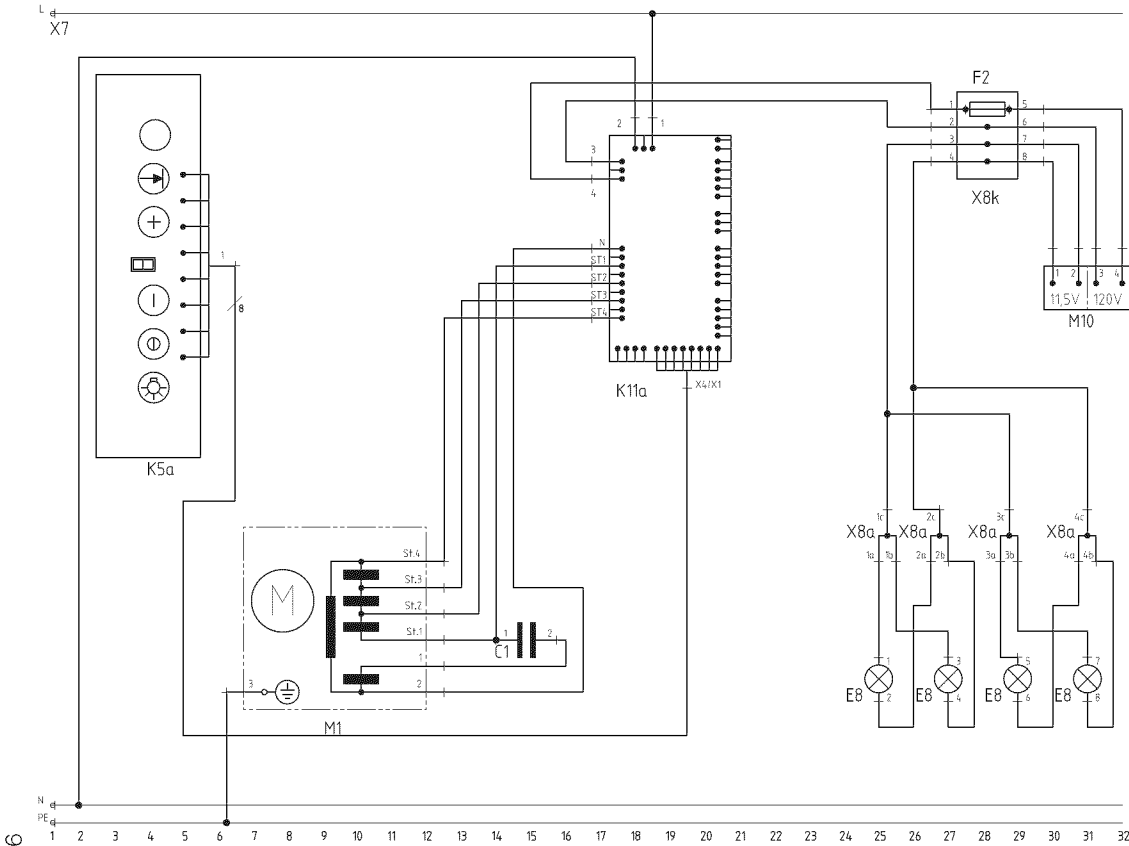 L
X7
F2
1 5
2 6
3 7
4 8
X8k
2 1
3
4
N
ST1
ST2
ST3
ST4
K11a
X4/X1
1
8
K5a
1 2 3 4
11,5V 120V
M10
1c 2c 3c 4c
X8a X8a X8a X8a
1a 1b 2a 2b 3a 3b 4a 4b
St.4
St.3
St.2
St.1
M
1 2
C1
1
2
3
M1
1 3 5 7
E8 E8 E8 E8
2 4 6 8
N
PE
1 2 3 4 5 6 7 8 9 10 11 12 13 14 15 16 17 18 19 20 21 22 23 24 25 26 27 28 29 30 31 32
6